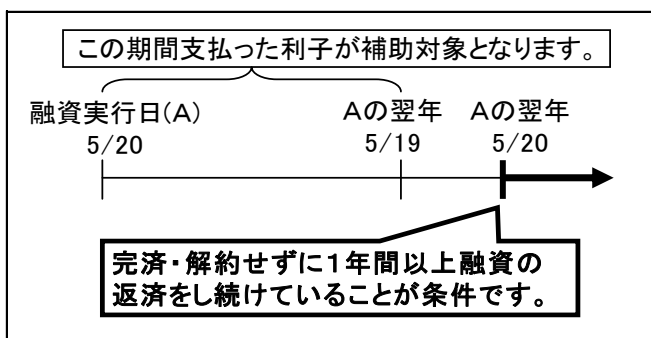 この期間支払った利子が補助対象となります。
融資実行日(A) Aの翌年 Aの翌年
5/20 5/19 5/20
完済・解約せずに1年間以上融資の
返済をし続けていることが条件です。